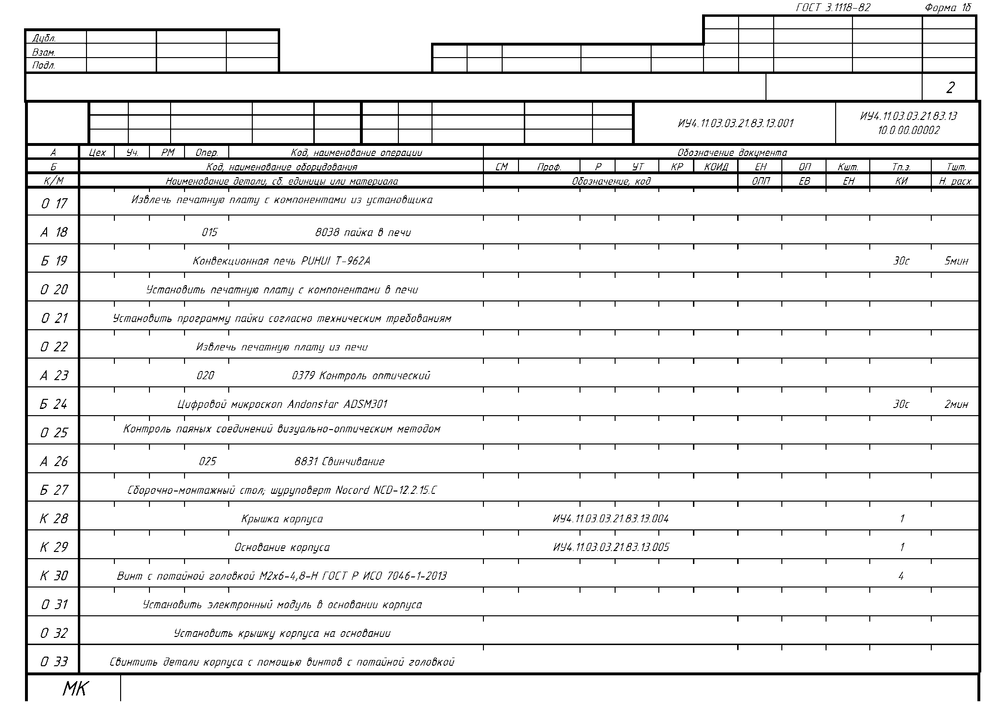 ГОСТ 3.1118-82 Форма 1б
Дубл.
Взам.
Подл.
2
ИУ4.11.03.03.21.83.13.001
ИУ4.11.03.03.21.83.13
10.0.00.00002
А Цех Уч. РМ Опер. Код, наименование операции Обозначение документа
Б Код, наименование оборудования СМ Проф. Р УТ КР КОИД ЕН ОП Кшт. Тп.з. Тшт.
К/М Наименование детали, сб. единицы или материала Обозначение, код ОПП ЕВ ЕН КИ Н. расх.
О 17 Извлечь печатную плату с компонентами из установщика
А 18 015 8038 пайка в печи
Б 19 Конвекционная печь PUHUI T-962A 30с 5мин
О 20 Установить печатную плату с компонентами в печи
О 21 Установить программу пайки согласно техническим требованиям
О 22 Извлечь печатную плату из печи
А 23 020 0379 Контроль оптический
Б 24 Цифровой микроскоп Andonstar ADSM301 30с 2мин
О 25 Контроль паяных соединений визуально-оптическим методом
А 26 025 8831 Свинчивание
Б 27 Сборочно-монтажный стол; шуруповерт Nocord NCD-12.2.15.C
К 28 Крышка корпуса ИУ4.11.03.03.21.83.13.004 1
К 29 Основание корпуса ИУ4.11.03.03.21.83.13.005 1
К 30 Винт с потайной головкой М2х6-4,8-Н ГОСТ Р ИСО 7046-1-2013 4
О 31 Установить электронный модуль в основании корпуса
О 32 Установить крышку корпуса на основании
О 33 Свинтить детали корпуса с помощью винтов с потайной головкой
МК